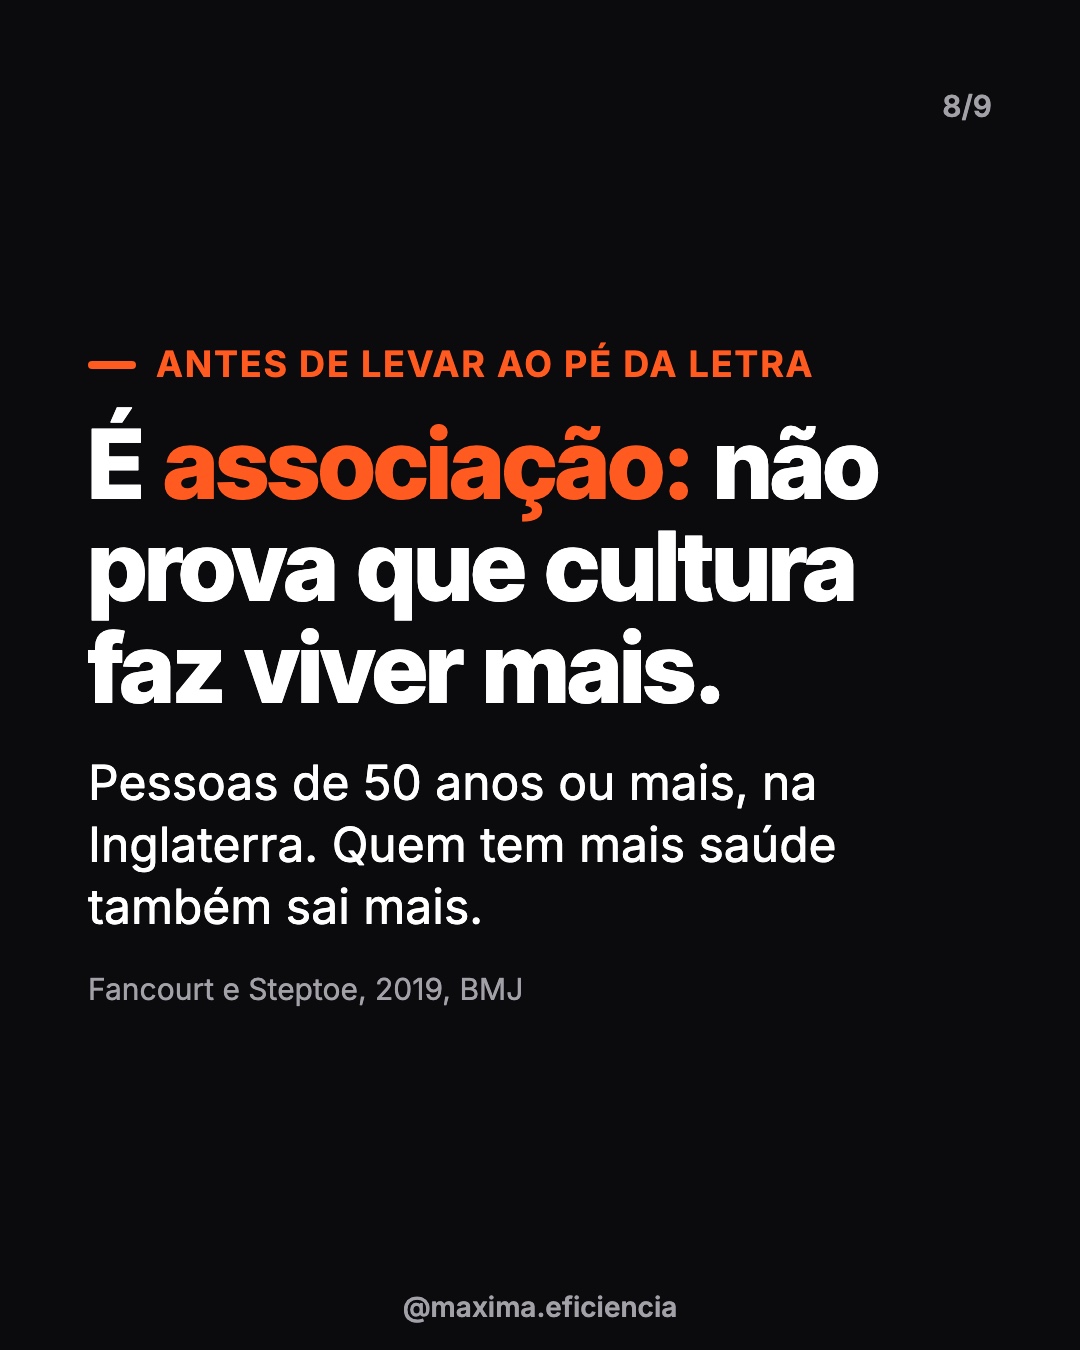 8/9
ANTES DE LEVAR AO PÉ DA LETRA
É associação: não
prova que cultura
faz viver mais.
Pessoas de 50 anos ou mais, na
Inglaterra. Quem tem mais saúde
também sai mais.
Fancourt e Steptoe, 2019, BMJ
@maxima.eficiencia